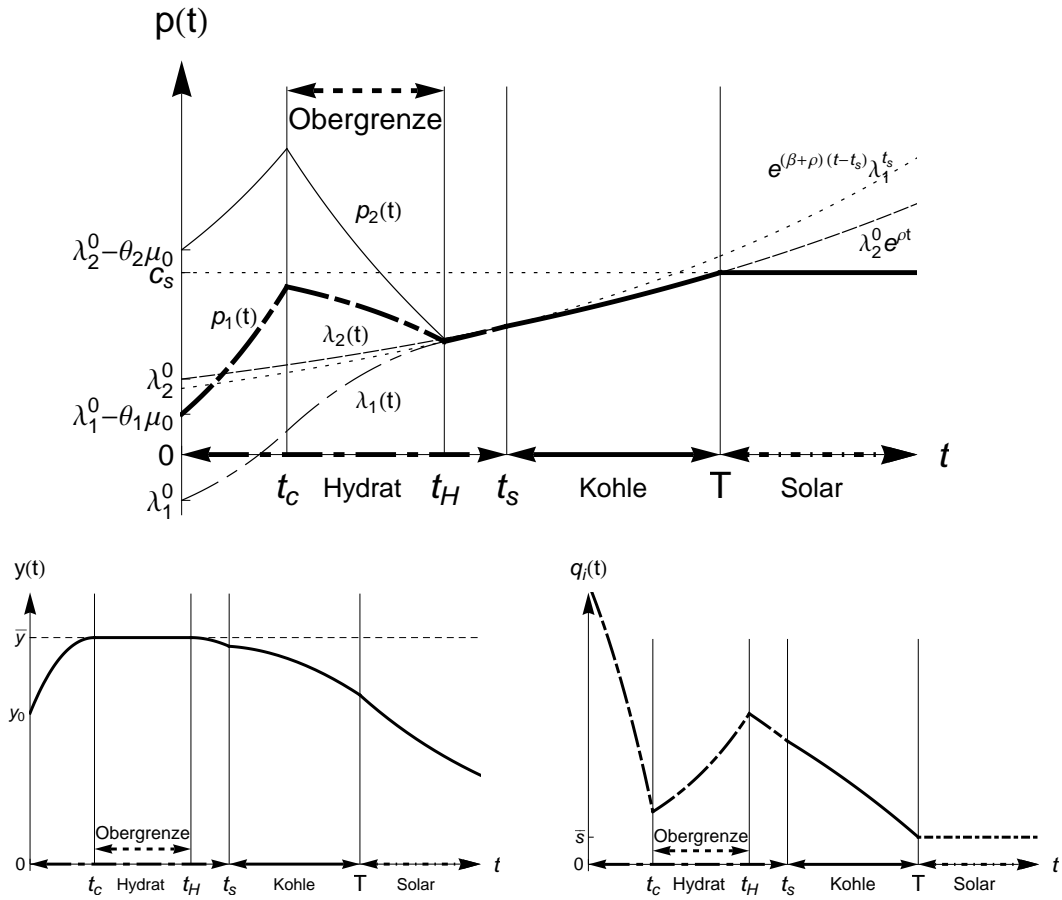 p(t)
Obergrenze
e^{(β+ρ)(t−t_s)} λ_1^{t_s}
p_2(t)
λ_2^0−θ_2μ_0
λ_2^0 e^{ρt}
c_s
p_1(t)
λ_2(t)
λ_2^0
λ_1(t)
λ_1^0−θ_1μ_0
0
t
t_c Hydrat t_H t_s Kohle T Solar
λ_1^0
y(t)
y̅
y_0
Obergrenze
0
t
t_c Hydrat t_H t_s Kohle T Solar
q_i(t)
Obergrenze
s̅
0
t
t_c Hydrat t_H t_s Kohle T Solar